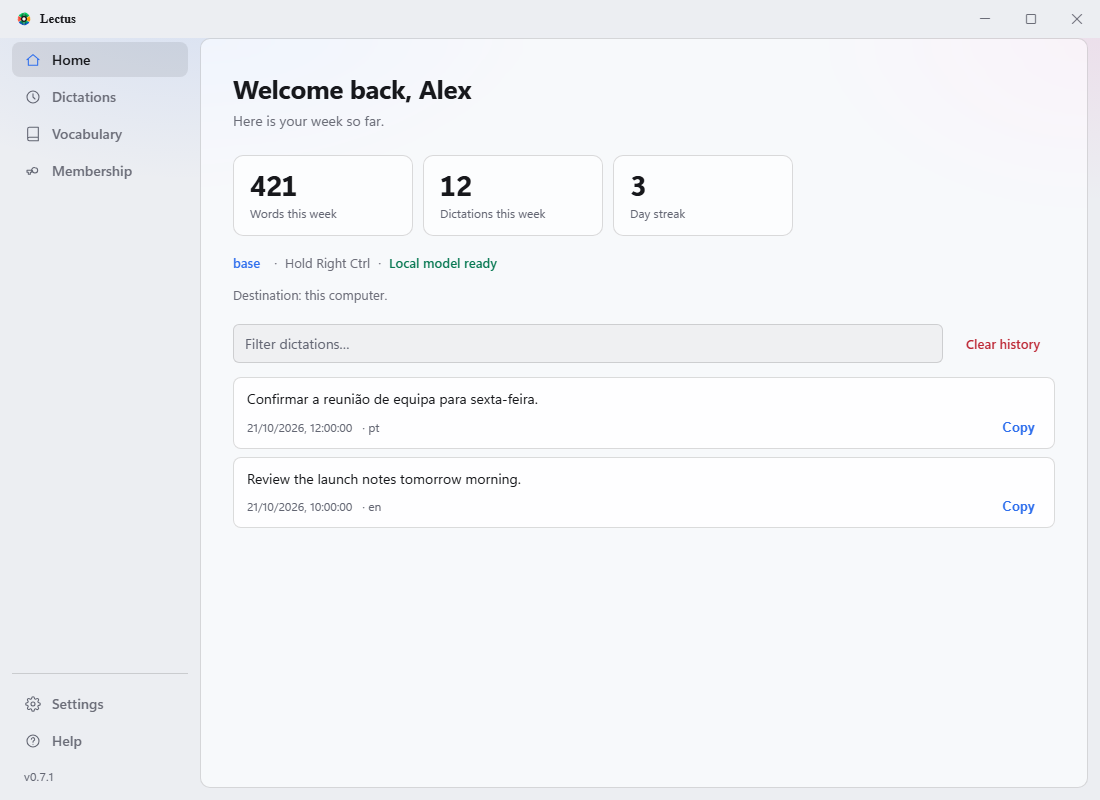 Lectus
Home
Dictations
Vocabulary
Membership
Settings
Help
v0.7.1
Welcome back, Alex
Here is your week so far.
421
Words this week
12
Dictations this week
3
Day streak
base · Hold Right Ctrl · Local model ready
Destination: this computer.
Filter dictations...
Clear history
Confirmar a reunião de equipa para sexta-feira.
21/10/2026, 12:00:00 · pt
Copy
Review the launch notes tomorrow morning.
21/10/2026, 10:00:00 · en
Copy